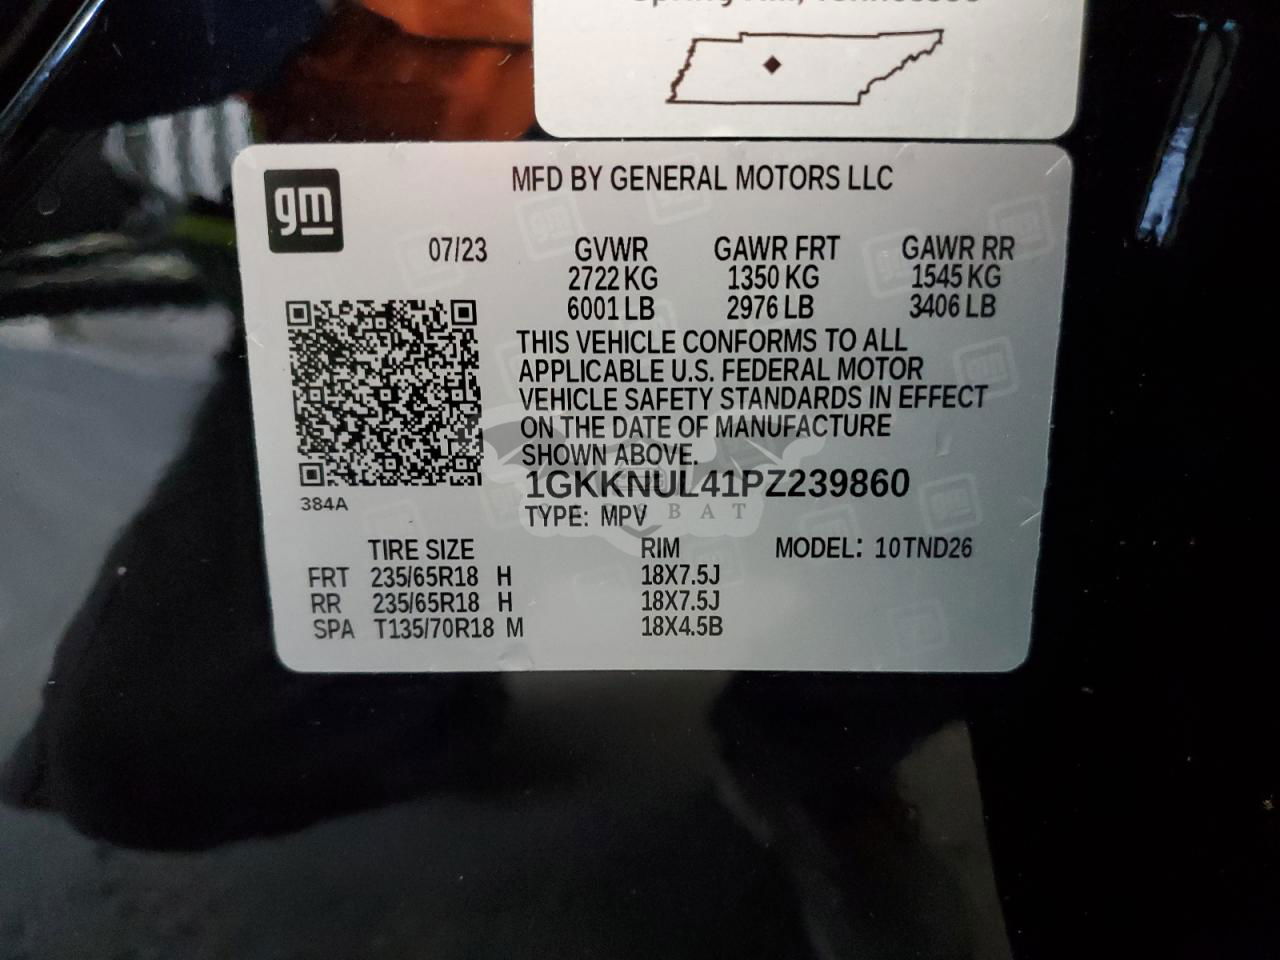 Spring Hill, Tennessee
gm
MFD BY GENERAL MOTORS LLC
07/23 GVWR GAWR FRT GAWR RR
2722 KG 1350 KG 1545 KG
6001 LB 2976 LB 3406 LB
THIS VEHICLE CONFORMS TO ALL
APPLICABLE U.S. FEDERAL MOTOR
VEHICLE SAFETY STANDARDS IN EFFECT
ON THE DATE OF MANUFACTURE
SHOWN ABOVE.
1GKKNUL41PZ239860
384A
TYPE: MPV
TIRE SIZE RIM MODEL: 10TND26
FRT 235/65R18 H 18X7.5J
RR 235/65R18 H 18X7.5J
SPA T135/70R18 M 18X4.5B